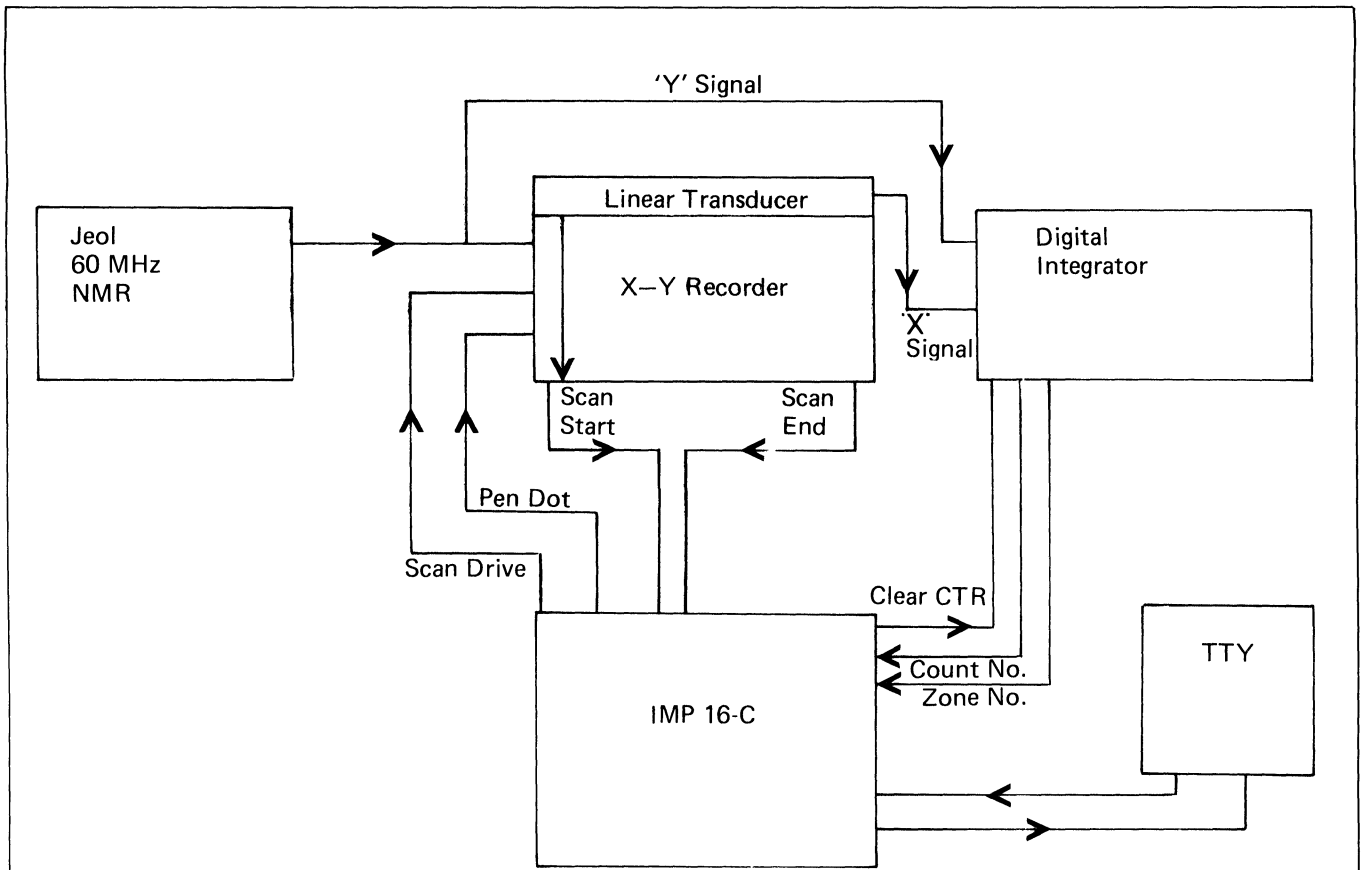 'Y' Signal
Linear Transducer
Jeol
60 MHz
NMR
X–Y Recorder
Digital
Integrator
'X'
Signal
Scan
Start
Scan
End
Pen Dot
Scan Drive
Clear CTR
Count No.
Zone No.
IMP 16-C
TTY